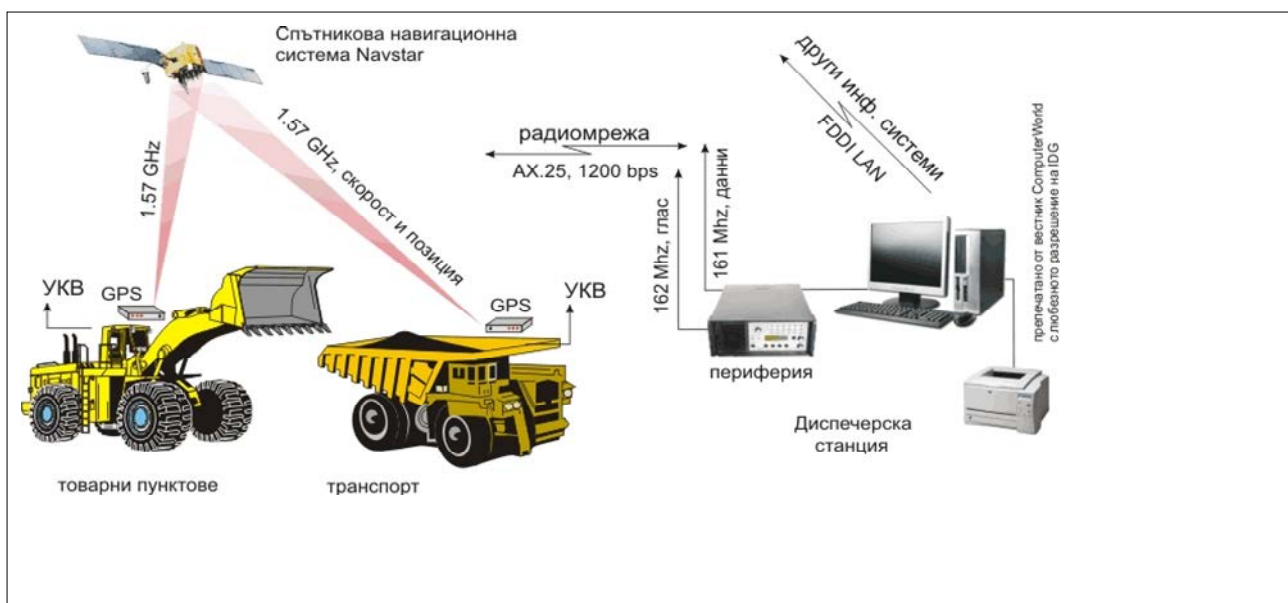 Спътникова навигационна
система Navstar
1.57 GHz
1.57 GHz, скорост и позиция
УКВ
GPS
GPS
УКВ
товарни пунктове
транспорт
радиомрежа
AX.25, 1200 bps
162 Mhz, глас
161 Mhz, данни
други инф. системи
FDDI LAN
периферия
Диспечерска
станция
препечатано от вестник ComputerWorld
с любезното разрешение на IDG